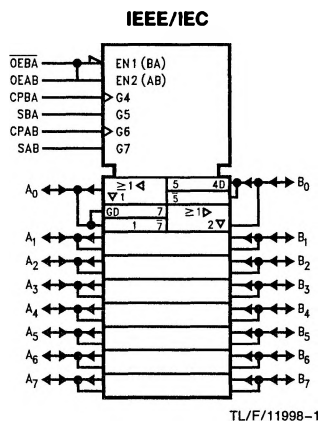 IEEE/IEC
OEBA EN1 (BA)
OEAB EN2 (AB)
CPBA G4
SBA G5
CPAB G6
SAB G7
A0 ≥1 ◁ 5 4D B0
▽1 5
GD 7 ≥1 ▷
1 7 2▽
A1 B1
A2 B2
A3 B3
A4 B4
A5 B5
A6 B6
A7 B7
TL/F/11998-1